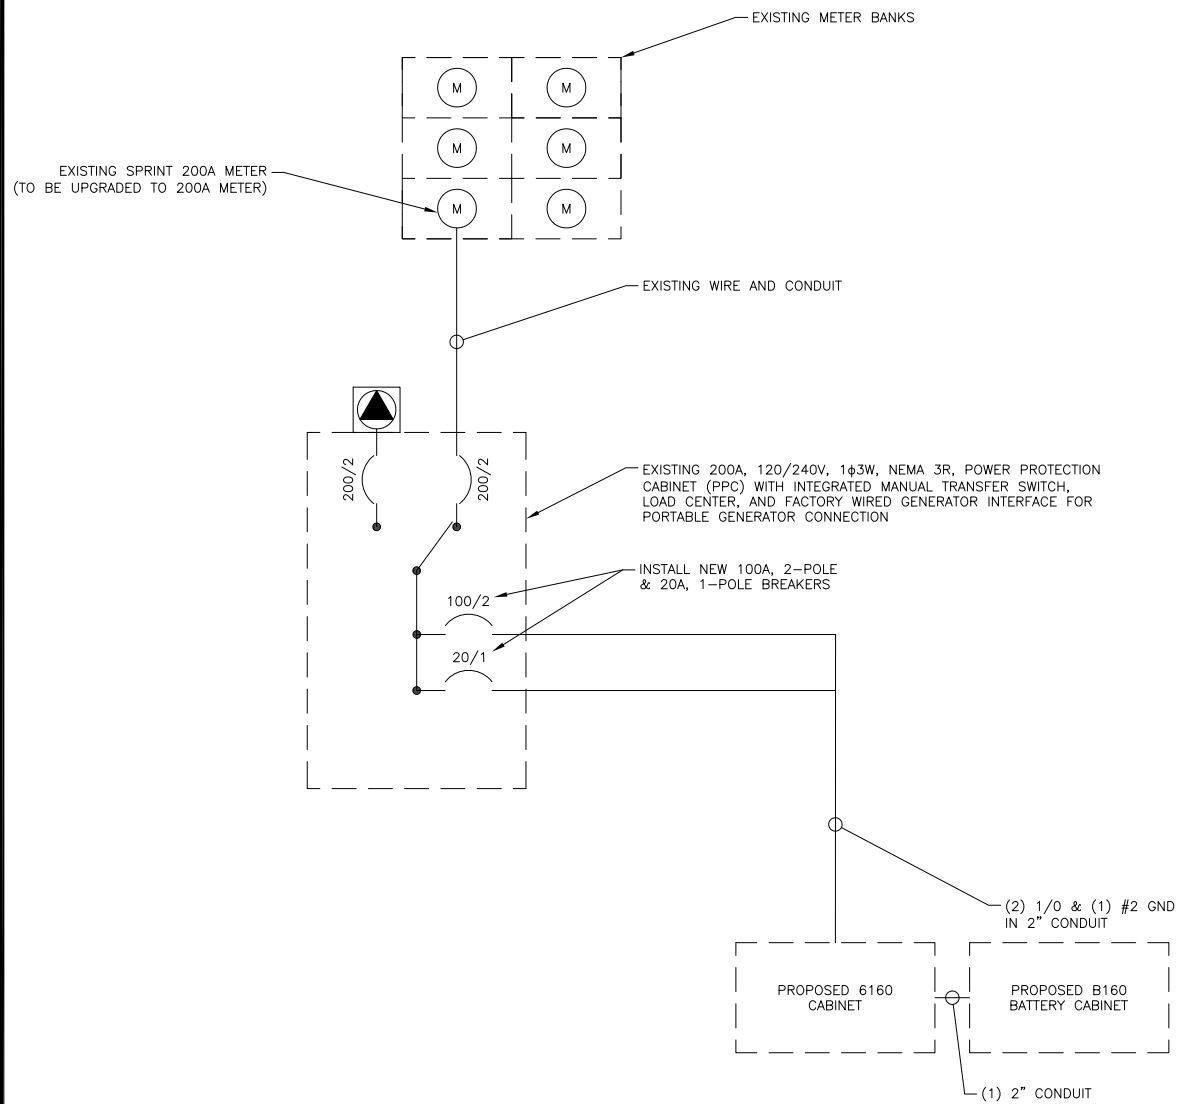 EXISTING METER BANKS
M
M
M
M
EXISTING SPRINT 200A METER
(TO BE UPGRADED TO 200A METER)
M
M
EXISTING WIRE AND CONDUIT
200/2
200/2
EXISTING 200A, 120/240V, 1ϕ3W, NEMA 3R, POWER PROTECTION
CABINET (PPC) WITH INTEGRATED MANUAL TRANSFER SWITCH,
LOAD CENTER, AND FACTORY WIRED GENERATOR INTERFACE FOR
PORTABLE GENERATOR CONNECTION
INSTALL NEW 100A, 2-POLE
& 20A, 1-POLE BREAKERS
100/2
20/1
(2) 1/0 & (1) #2 GND
IN 2" CONDUIT
PROPOSED 6160
CABINET
PROPOSED B160
BATTERY CABINET
(1) 2" CONDUIT